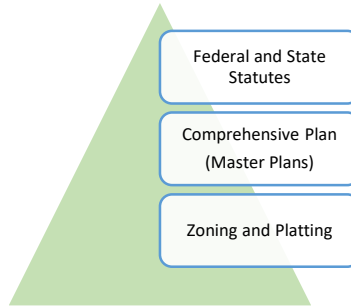 Federal and State
Statutes
Comprehensive Plan
(Master Plans)
Zoning and Platting